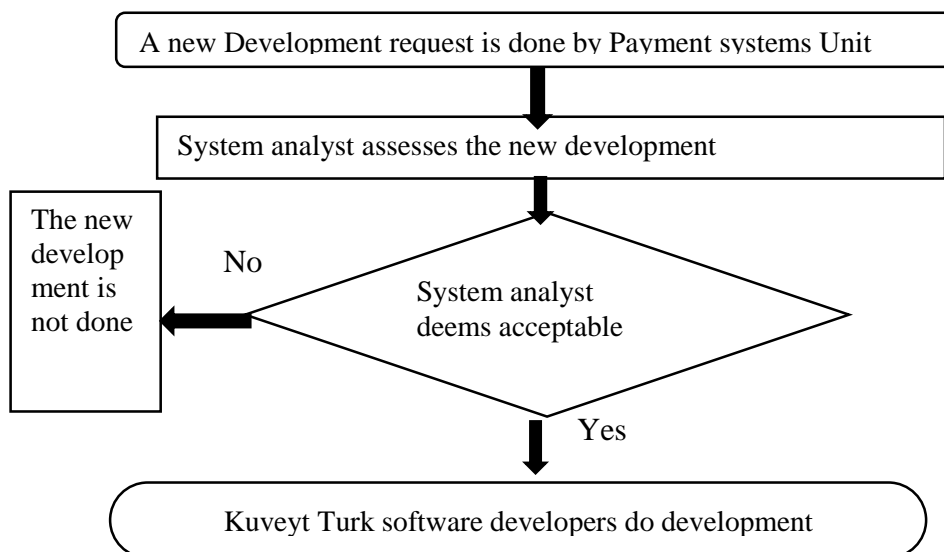 A new Development request is done by Payment systems Unit
System analyst assesses the new development
The new
develop
ment is
not done
No
System analyst
deems acceptable
Yes
Kuveyt Turk software developers do development